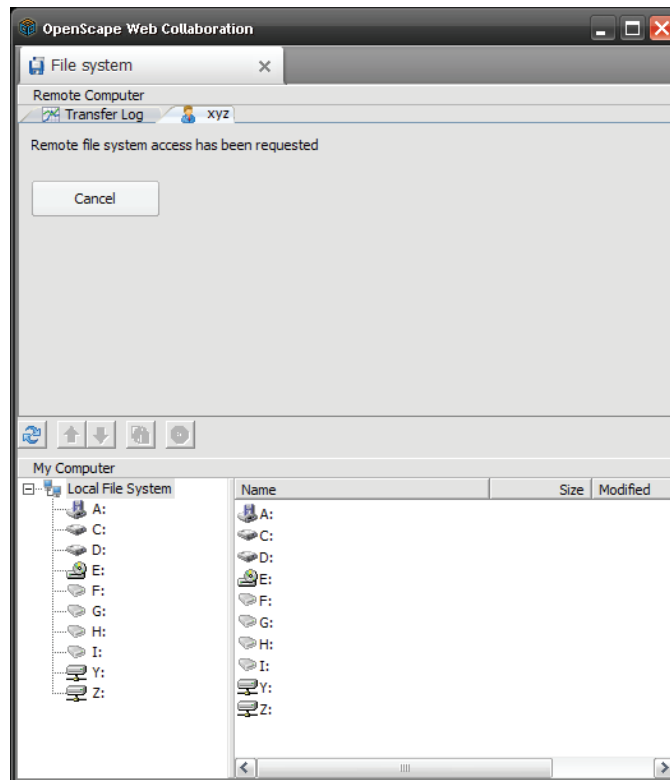 OpenScape Web Collaboration
File system
Remote Computer
Transfer Log xyz
Remote file system access has been requested
Cancel
My Computer
Local File System
A:
C:
D:
E:
F:
G:
H:
I:
Y:
Z:
Name Size Modified
A:
C:
D:
E:
F:
G:
H:
I:
Y:
Z: